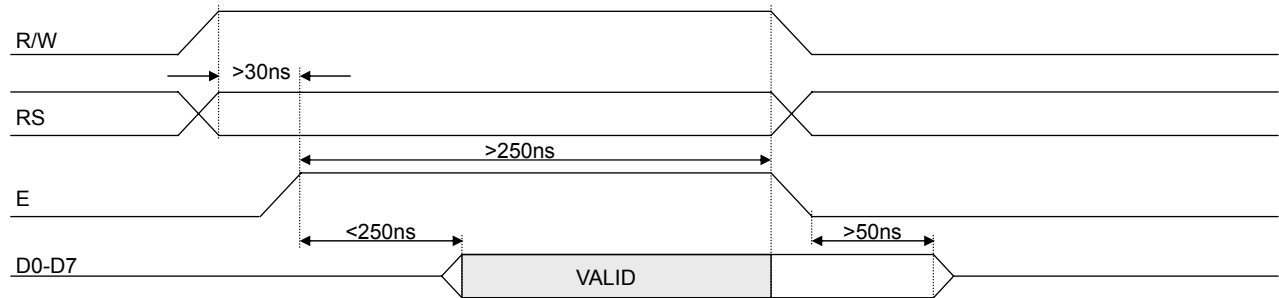 R/W
>30ns
RS
>250ns
E
<250ns
>50ns
D0-D7
VALID